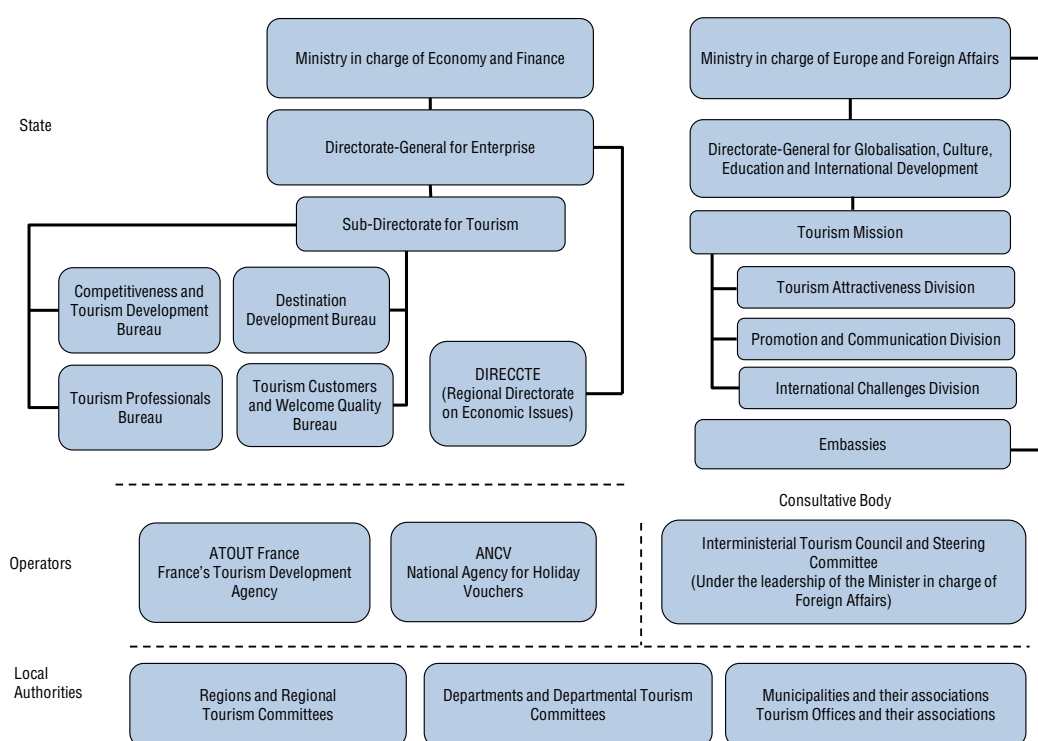 Ministry in charge of Economy and Finance
Ministry in charge of Europe and Foreign Affairs
State
Directorate-General for Enterprise
Directorate-General for Globalisation, Culture,
Education and International Development
Sub-Directorate for Tourism
Tourism Mission
Competitiveness and
Tourism Development
Bureau
Destination
Development Bureau
Tourism Attractiveness Division
Promotion and Communication Division
International Challenges Division
Tourism Professionals
Bureau
Tourism Customers
and Welcome Quality
Bureau
DIRECCTE
(Regional Directorate
on Economic Issues)
Embassies
Consultative Body
Operators
ATOUT France
France's Tourism Development
Agency
ANCV
National Agency for Holiday
Vouchers
Interministerial Tourism Council and Steering
Committee
(Under the leadership of the Minister in charge of
Foreign Affairs)
Local
Authorities
Regions and Regional
Tourism Committees
Departments and Departmental Tourism
Committees
Municipalities and their associations
Tourism Offices and their associations